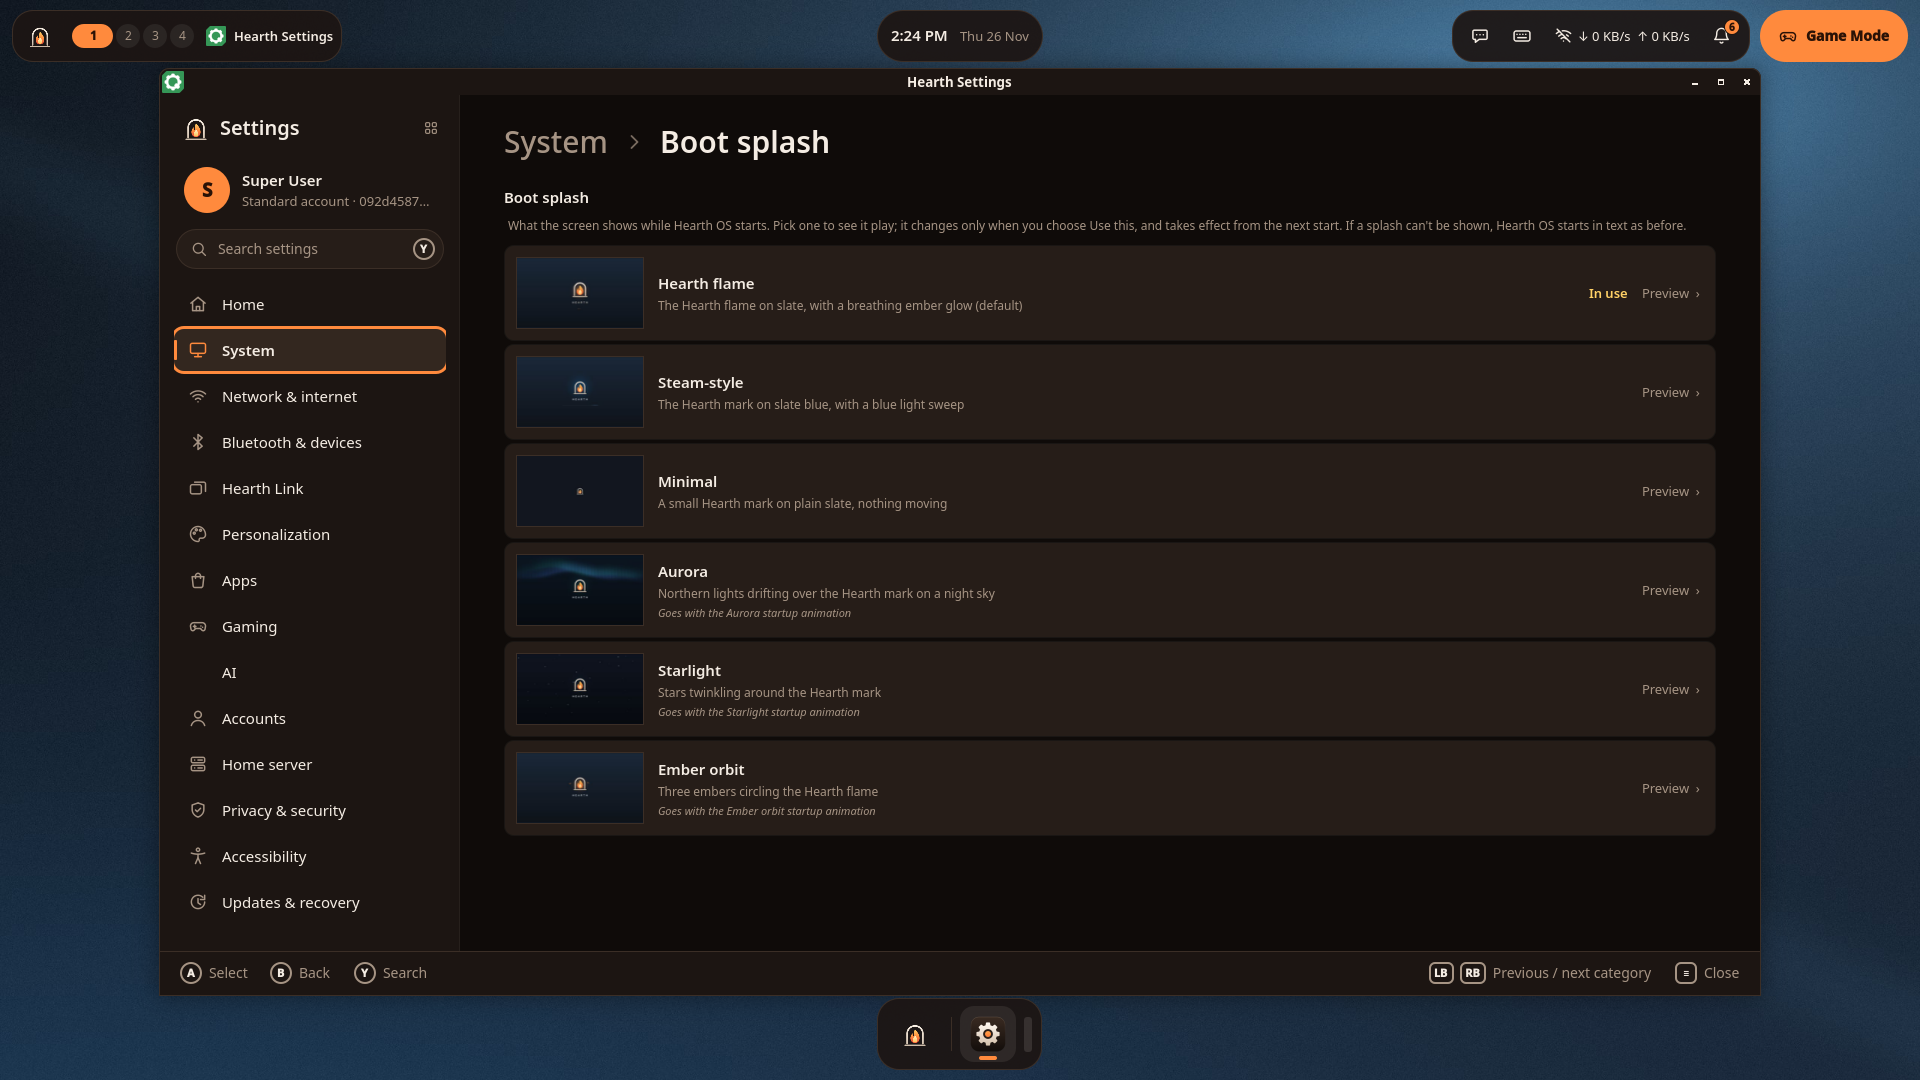 1 2 3 4 Hearth Settings
2:24 PM Thu 26 Nov
↓ 0 KB/s ↑ 0 KB/s
6
Game Mode
Hearth Settings
Settings
S
Super User
Standard account · 092d4587...
Search settings
Y
Home
System
Network & internet
Bluetooth & devices
Hearth Link
Personalization
Apps
Gaming
AI
Accounts
Home server
Privacy & security
Accessibility
Updates & recovery
System > Boot splash
Boot splash
What the screen shows while Hearth OS starts. Pick one to see it play; it changes only when you choose Use this, and takes effect from the next start. If a splash can't be shown, Hearth OS starts in text as before.
Hearth flame
The Hearth flame on slate, with a breathing ember glow (default)
In use Preview ›
Steam-style
The Hearth mark on slate blue, with a blue light sweep
Preview ›
Minimal
A small Hearth mark on plain slate, nothing moving
Preview ›
Aurora
Northern lights drifting over the Hearth mark on a night sky
Goes with the Aurora startup animation
Preview ›
Starlight
Stars twinkling around the Hearth mark
Goes with the Starlight startup animation
Preview ›
Ember orbit
Three embers circling the Hearth flame
Goes with the Ember orbit startup animation
Preview ›
A Select B Back Y Search
LB RB Previous / next category ≡ Close